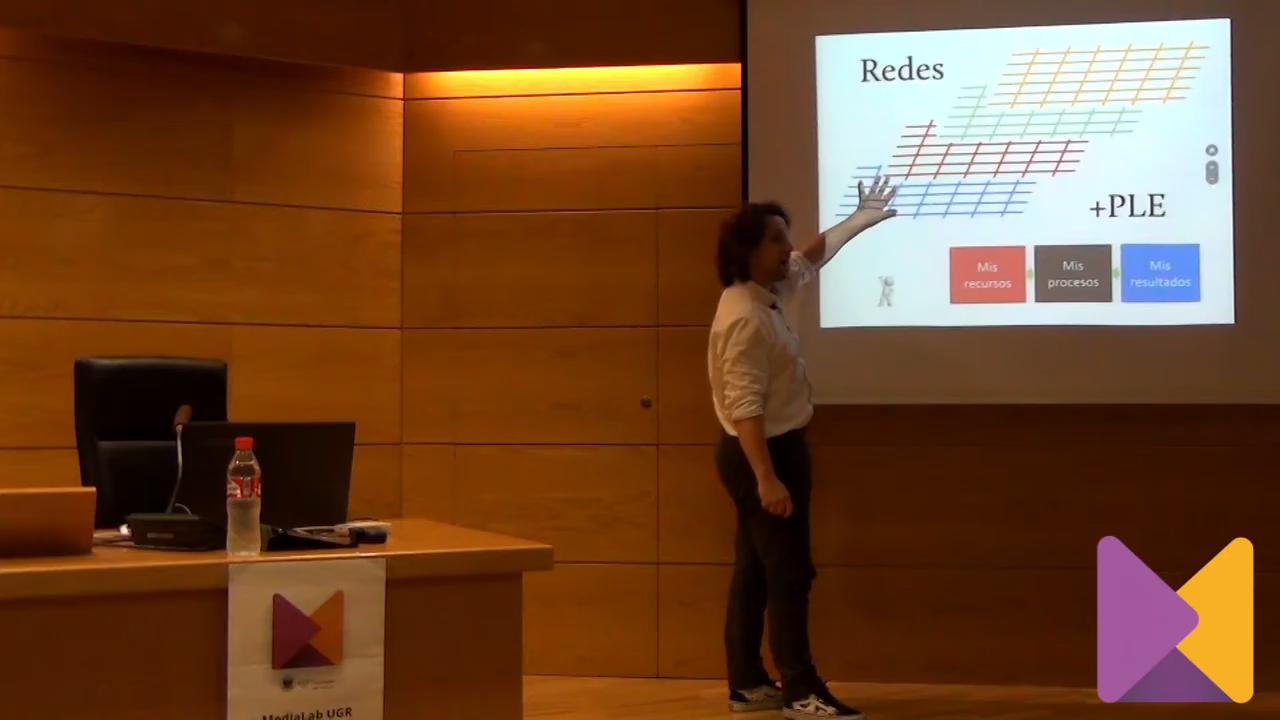 Redes
+PLE
Mis
recursos
Mis
procesos
Mis
resultados
MediaLab UGR